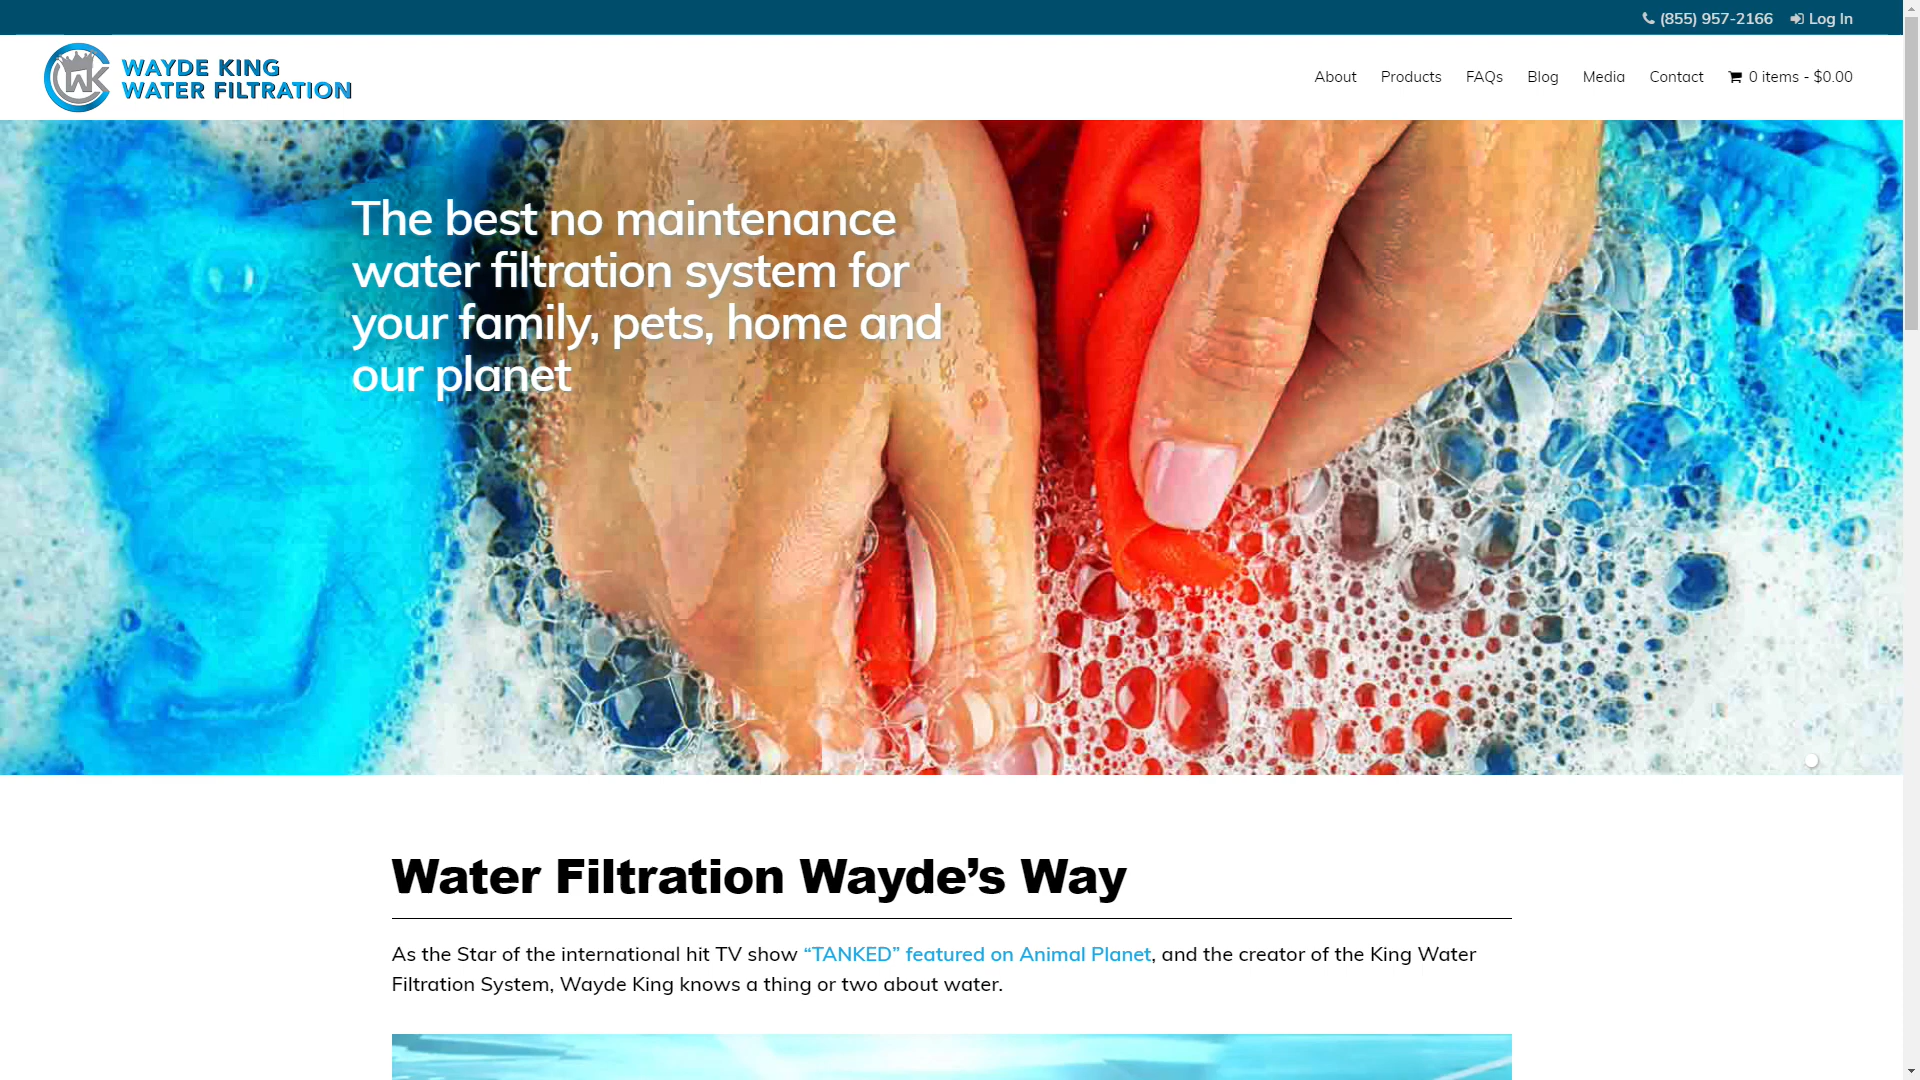 (855) 957-2166 Log In
WAYDE KING
WATER FILTRATION
About Products FAQs Blog Media Contact 0 items - $0.00
The best no maintenance
water filtration system for
your family, pets, home and
our planet
Water Filtration Wayde’s Way
As the Star of the international hit TV show “TANKED” featured on Animal Planet, and the creator of the King Water
Filtration System, Wayde King knows a thing or two about water.